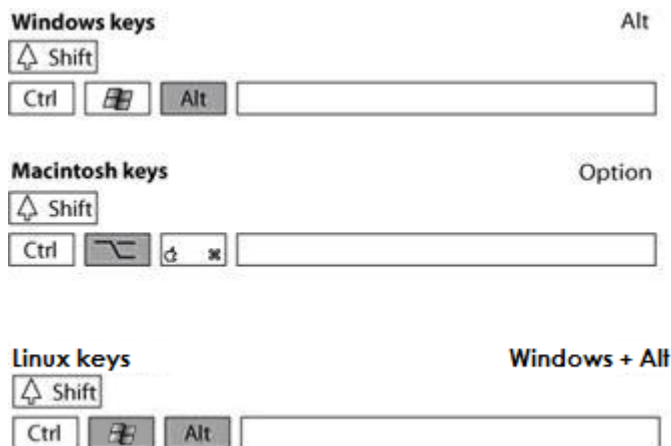 Windows keys Alt
Shift
Ctrl Alt
Macintosh keys Option
Shift
Ctrl ⌥ ⌘
Linux keys Windows + Alt
Shift
Ctrl Alt